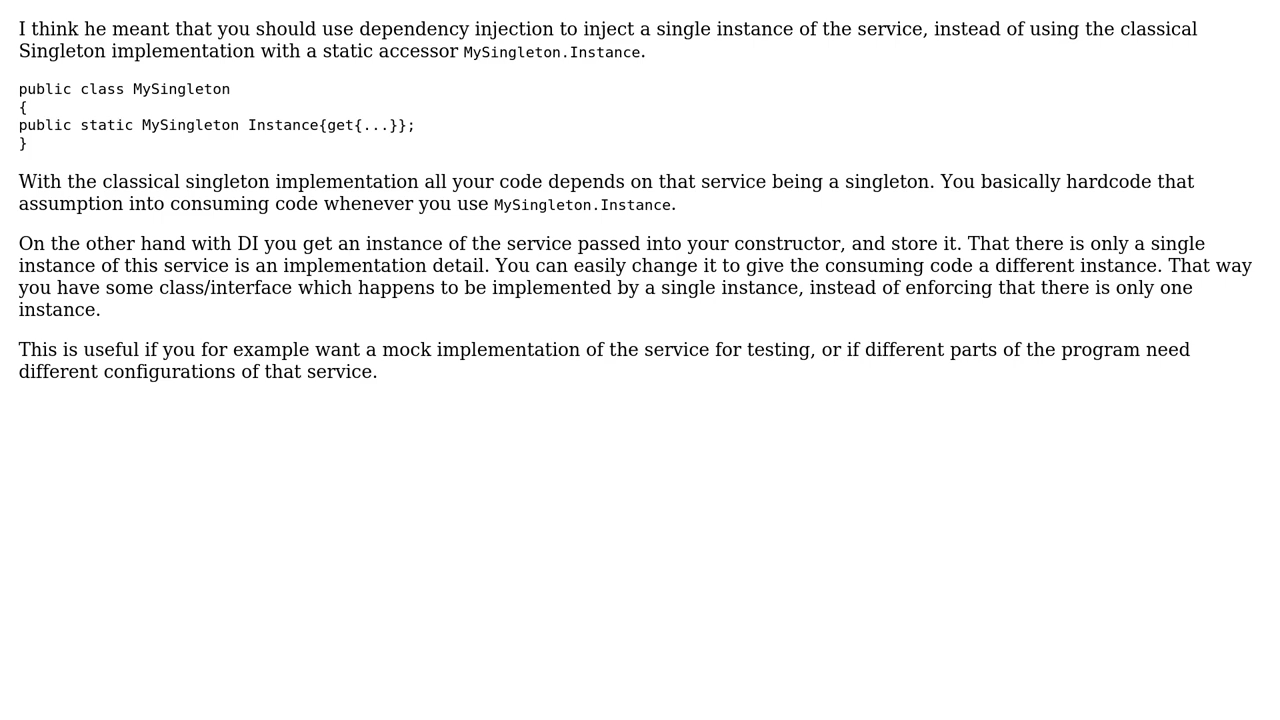 I think he meant that you should use dependency injection to inject a single instance of the service, instead of using the classical
Singleton implementation with a static accessor MySingleton.Instance.
public class MySingleton
{
public static MySingleton Instance{get{...}};
}
With the classical singleton implementation all your code depends on that service being a singleton. You basically hardcode that
assumption into consuming code whenever you use MySingleton.Instance.
On the other hand with DI you get an instance of the service passed into your constructor, and store it. That there is only a single
instance of this service is an implementation detail. You can easily change it to give the consuming code a different instance. That way
you have some class/interface which happens to be implemented by a single instance, instead of enforcing that there is only one
instance.
This is useful if you for example want a mock implementation of the service for testing, or if different parts of the program need
different configurations of that service.